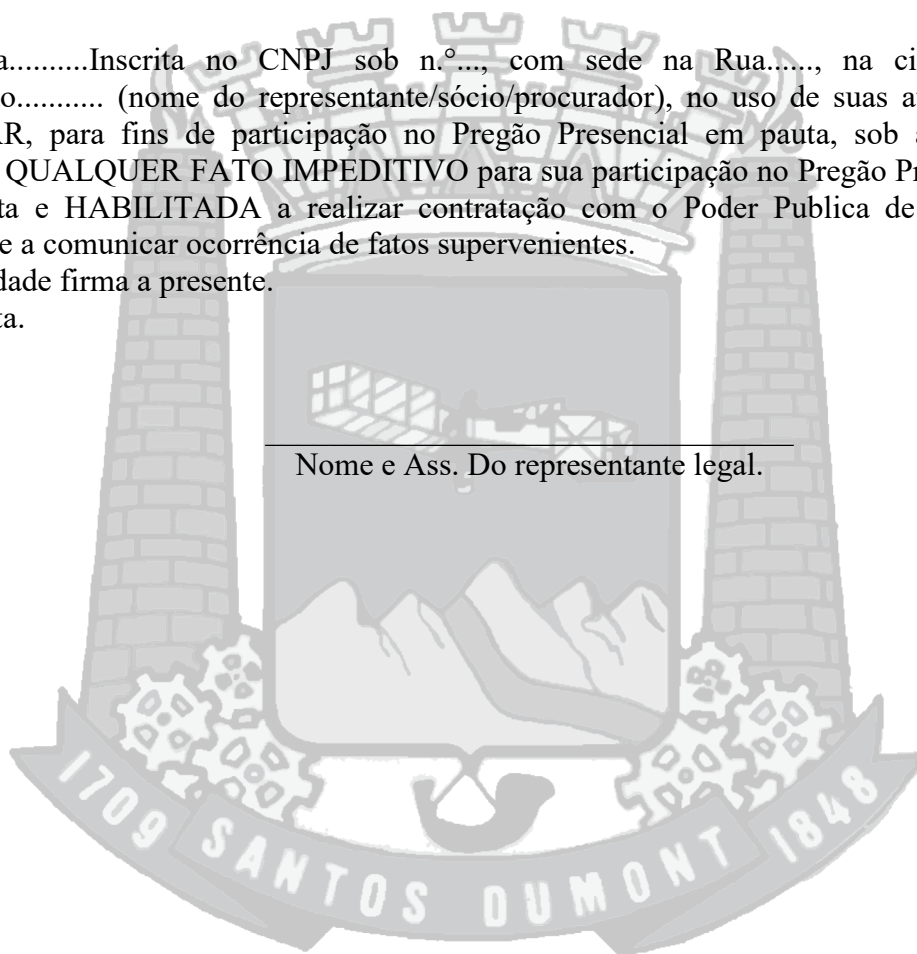 a..........Inscrita no CNPJ sob n.°..., com sede na Rua......, na ci
o........... (nome do representante/sócio/procurador), no uso de suas a
R, para fins de participação no Pregão Presencial em pauta, sob
QUALQUER FATO IMPEDITIVO para sua participação no Pregão Pr
ta e HABILITADA a realizar contratação com o Poder Publica de
e a comunicar ocorrência de fatos supervenientes.
dade firma a presente.
ta.
Nome e Ass. Do representante legal.
1709 SANTOS DUMONT 1848